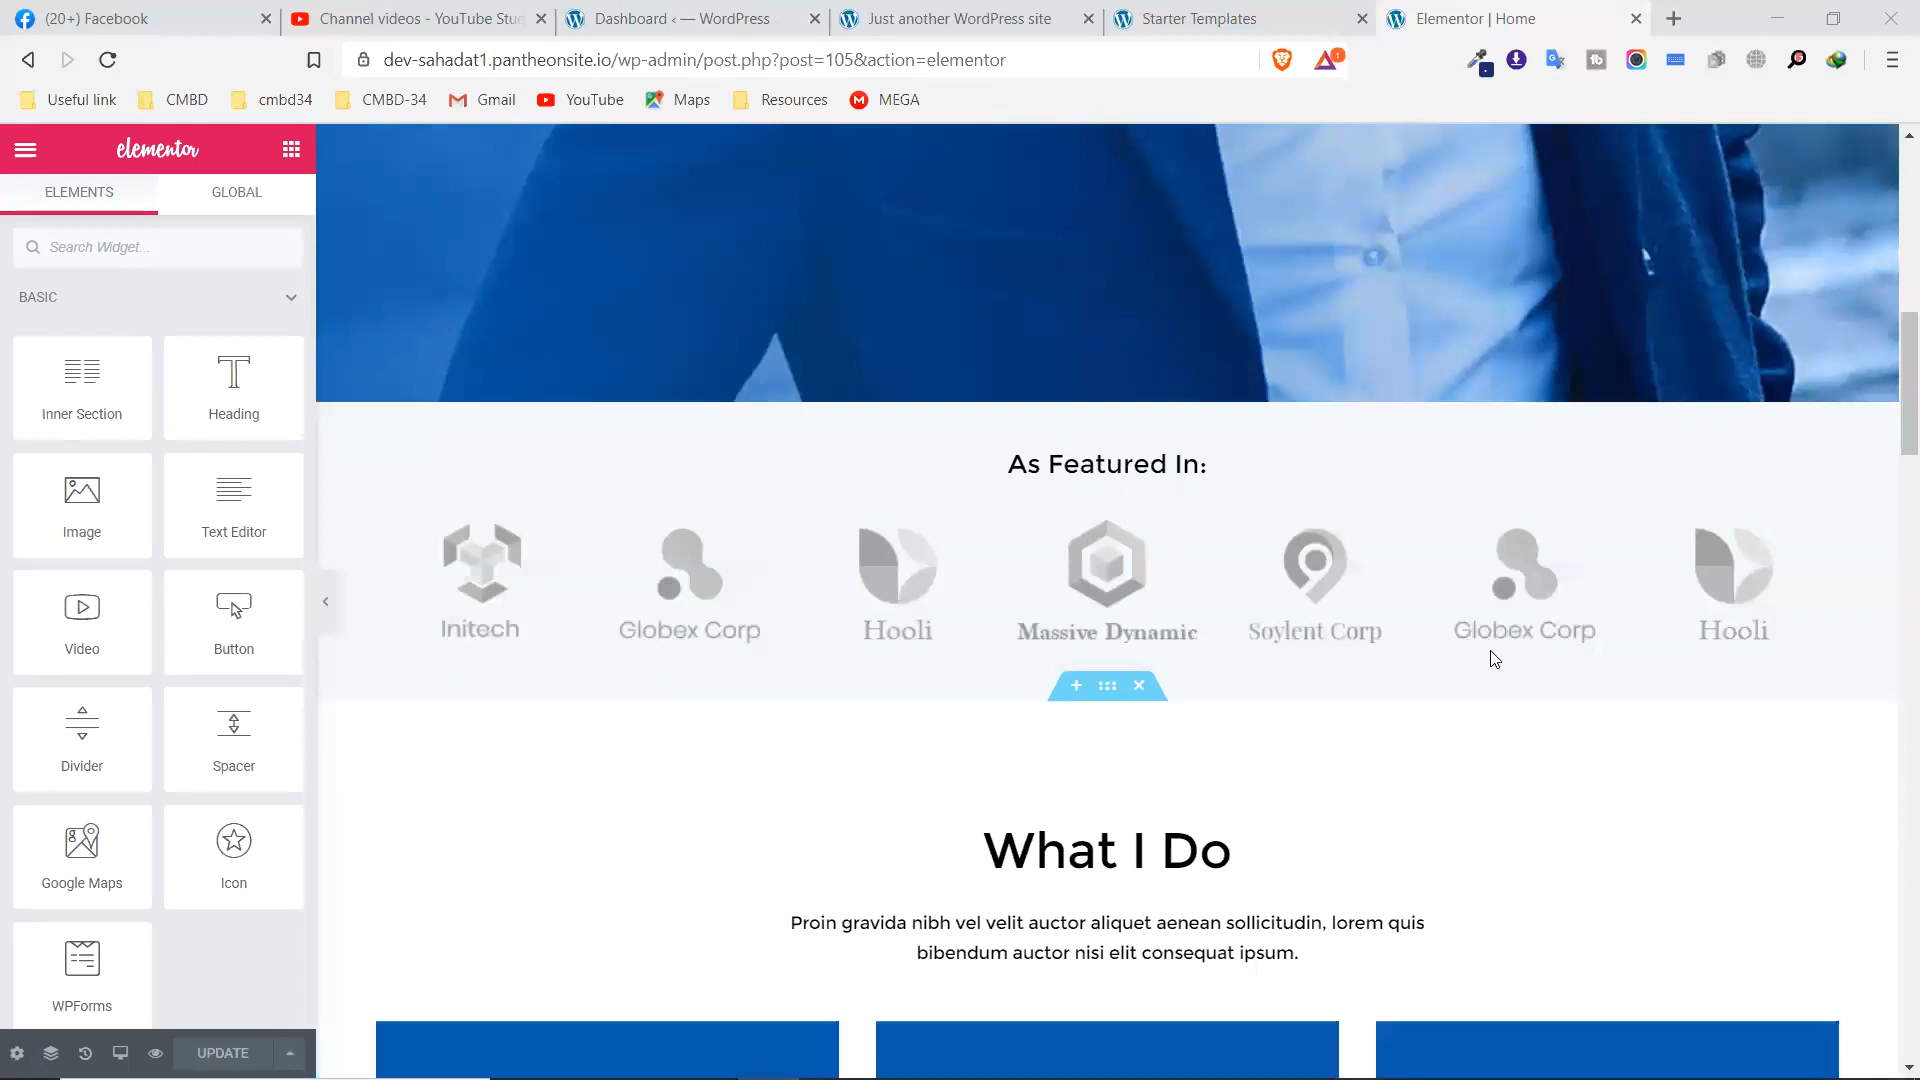 (20+) Facebook
Channel videos - YouTube Stud
Dashboard ‹ — WordPress
Just another WordPress site
Starter Templates
Elementor | Home
dev-sahadat1.pantheonsite.io/wp-admin/post.php?post=105&action=elementor
1
Useful link
CMBD
cmbd34
CMBD-34
Gmail
YouTube
Maps
Resources
MEGA
elementor
ELEMENTS
GLOBAL
Search Widget...
BASIC
Inner Section
Heading
Image
Text Editor
Video
Button
Divider
Spacer
Google Maps
Icon
WPForms
UPDATE
As Featured In:
Initech
Globex Corp
Hooli
Massive Dynamic
Soylent Corp
Globex Corp
Hooli
What I Do
Proin gravida nibh vel velit auctor aliquet aenean sollicitudin, lorem quis
bibendum auctor nisi elit consequat ipsum.